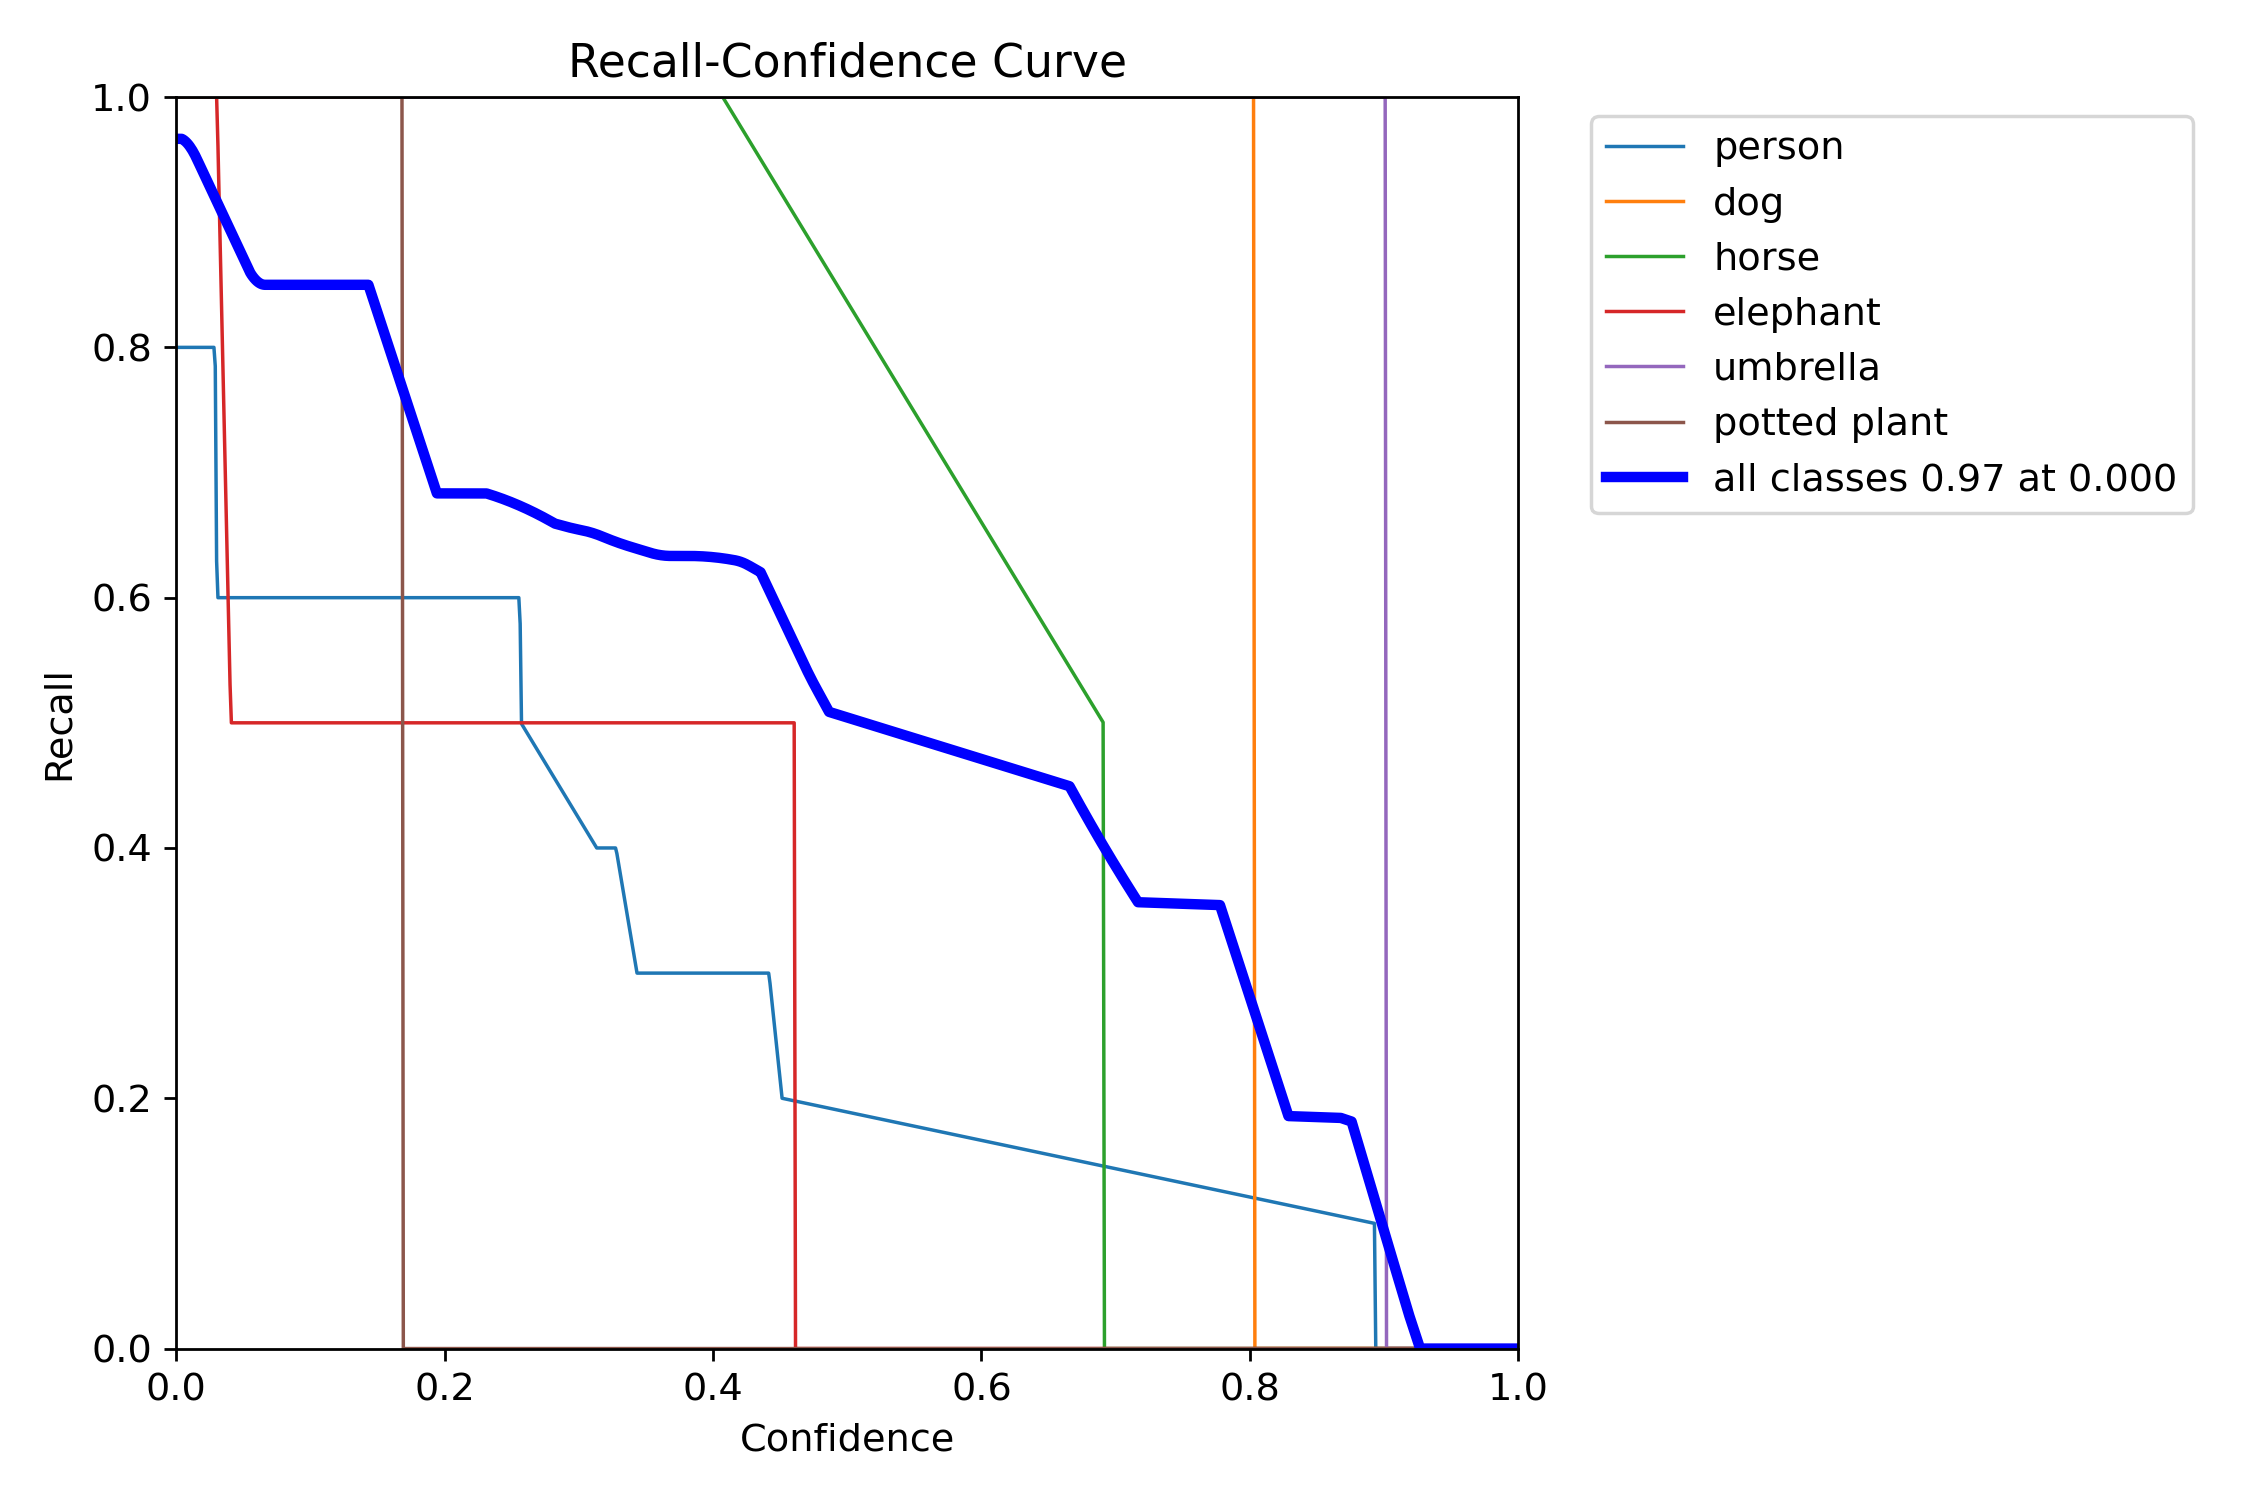 Recall-Confidence Curve
1.0
0.8
0.6
0.4
0.2
0.0
Recall
0.0 0.2 0.4 0.6 0.8 1.0
Confidence
person
dog
horse
elephant
umbrella
potted plant
all classes 0.97 at 0.000